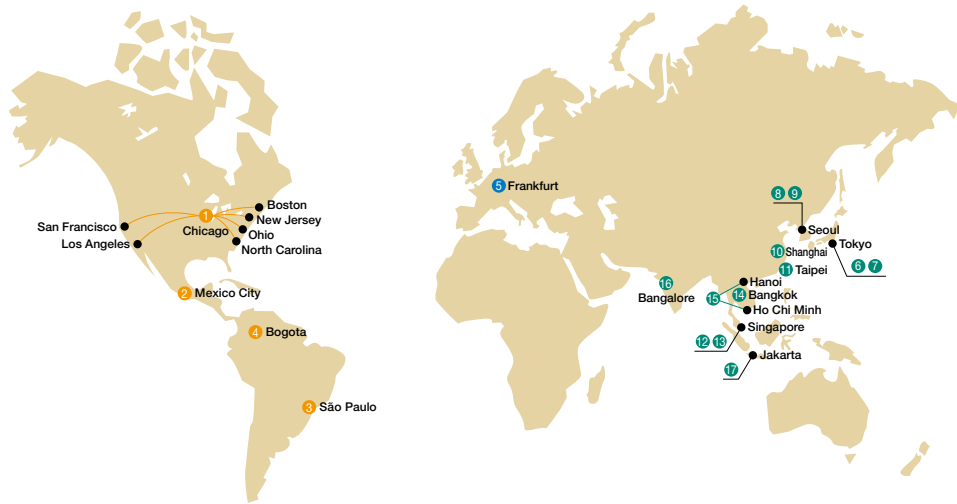 Boston
1
New Jersey
San Francisco
Chicago
Ohio
Los Angeles
North Carolina
2 Mexico City
4 Bogota
3 São Paulo
5 Frankfurt
8 9
Seoul
Tokyo
10 Shanghai
6 7
11 Taipei
16
Bangalore
Hanoi
15
14 Bangkok
Ho Chi Minh
Singapore
12 13
Jakarta
17